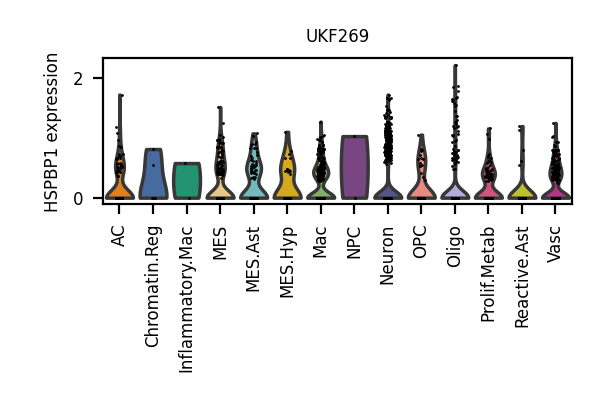 UKF269
HSPBP1 expression
2
0
AC
Chromatin.Reg
Inflammatory.Mac
MES
MES.Ast
MES.Hyp
Mac
NPC
Neuron
OPC
Oligo
Prolif.Metab
Reactive.Ast
Vasc